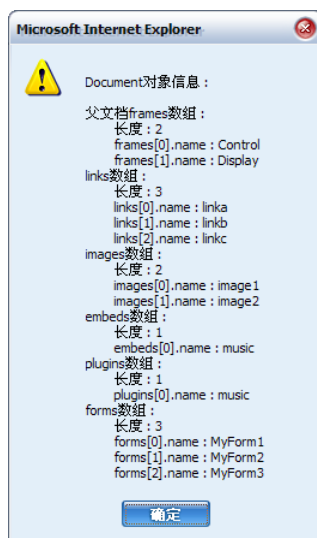 Microsoft Internet Explorer
Document对象信息：
父文档frames数组：
长度：2
frames[0].name：Control
frames[1].name：Display
links数组：
长度：3
links[0].name：linka
links[1].name：linkb
links[2].name：linkc
images数组：
长度：2
images[0].name：image1
images[1].name：image2
embeds数组：
长度：1
embeds[0].name：music
plugins数组：
长度：1
plugins[0].name：music
forms数组：
长度：3
forms[0].name：MyForm1
forms[1].name：MyForm2
forms[2].name：MyForm3
确定